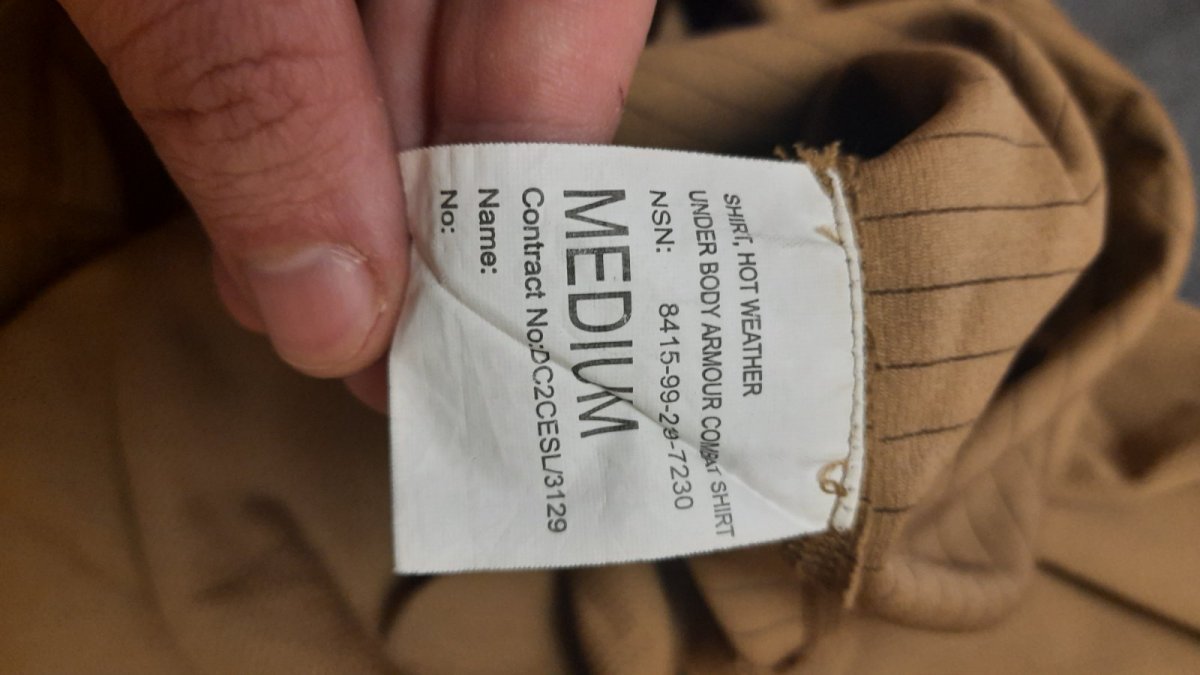 SHIRT, HOT WEATHER
UNDER BODY ARMOUR COMBAT SHIRT
NSN: 8415-99-29-7230
MEDIUM
Contract No:DC2CESL/3129
Name:
No: